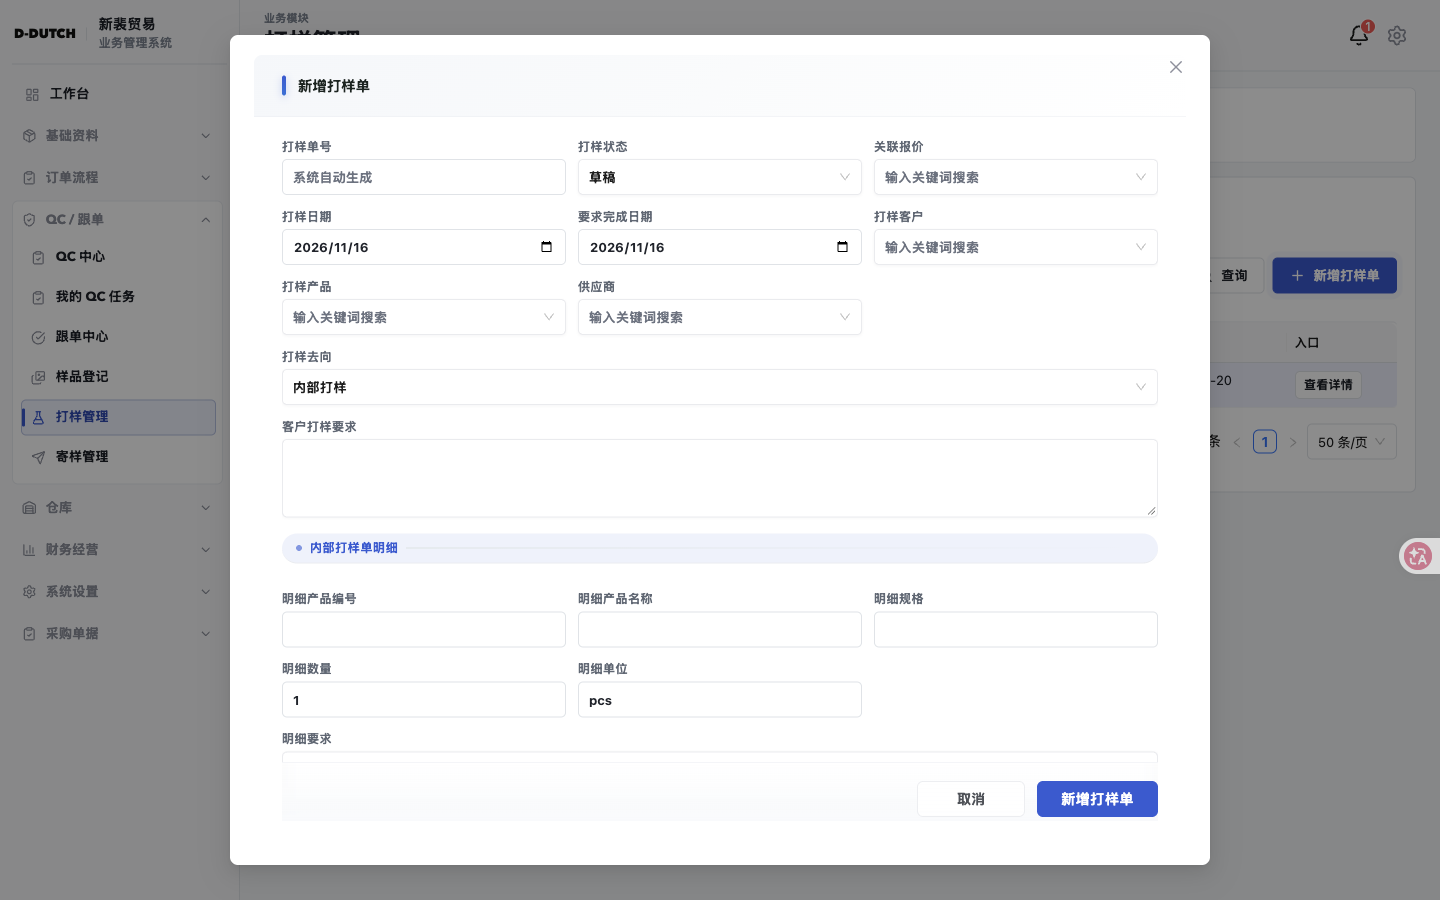 D-DUTCH
新裴贸易
业务管理系统
业务模块
1
工作台
基础资料
订单流程
QC / 跟单
QC 中心
我的 QC 任务
跟单中心
样品登记
打样管理
寄样管理
仓库
财务经营
系统设置
采购单据
查询
新增打样单
入口
-20
查看详情
条
1
50 条/页
新增打样单
打样单号
打样状态
关联报价
系统自动生成
草稿
输入关键词搜索
打样日期
要求完成日期
打样客户
2026/11/16
2026/11/16
输入关键词搜索
打样产品
供应商
输入关键词搜索
输入关键词搜索
打样去向
内部打样
客户打样要求
内部打样单明细
明细产品编号
明细产品名称
明细规格
明细数量
明细单位
1
pcs
明细要求
取消
新增打样单